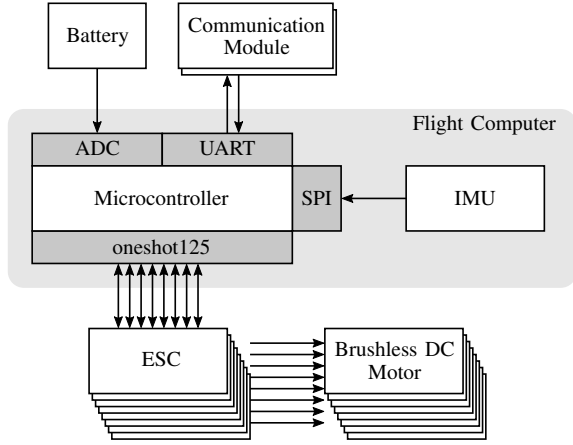 Battery
Communication
Module
Flight Computer
ADC
UART
Microcontroller
SPI
IMU
oneshot125
ESC
Brushless DC
Motor